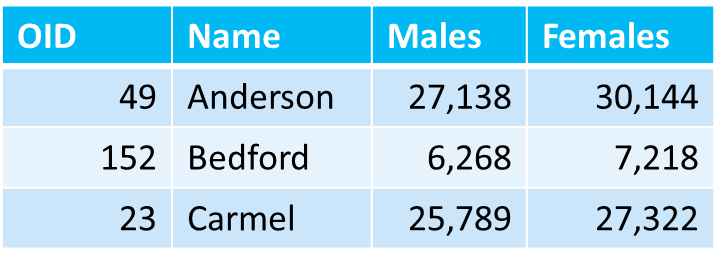 OID Name Males Females
49 Anderson 27,138 30,144
152 Bedford 6,268 7,218
23 Carmel 25,789 27,322